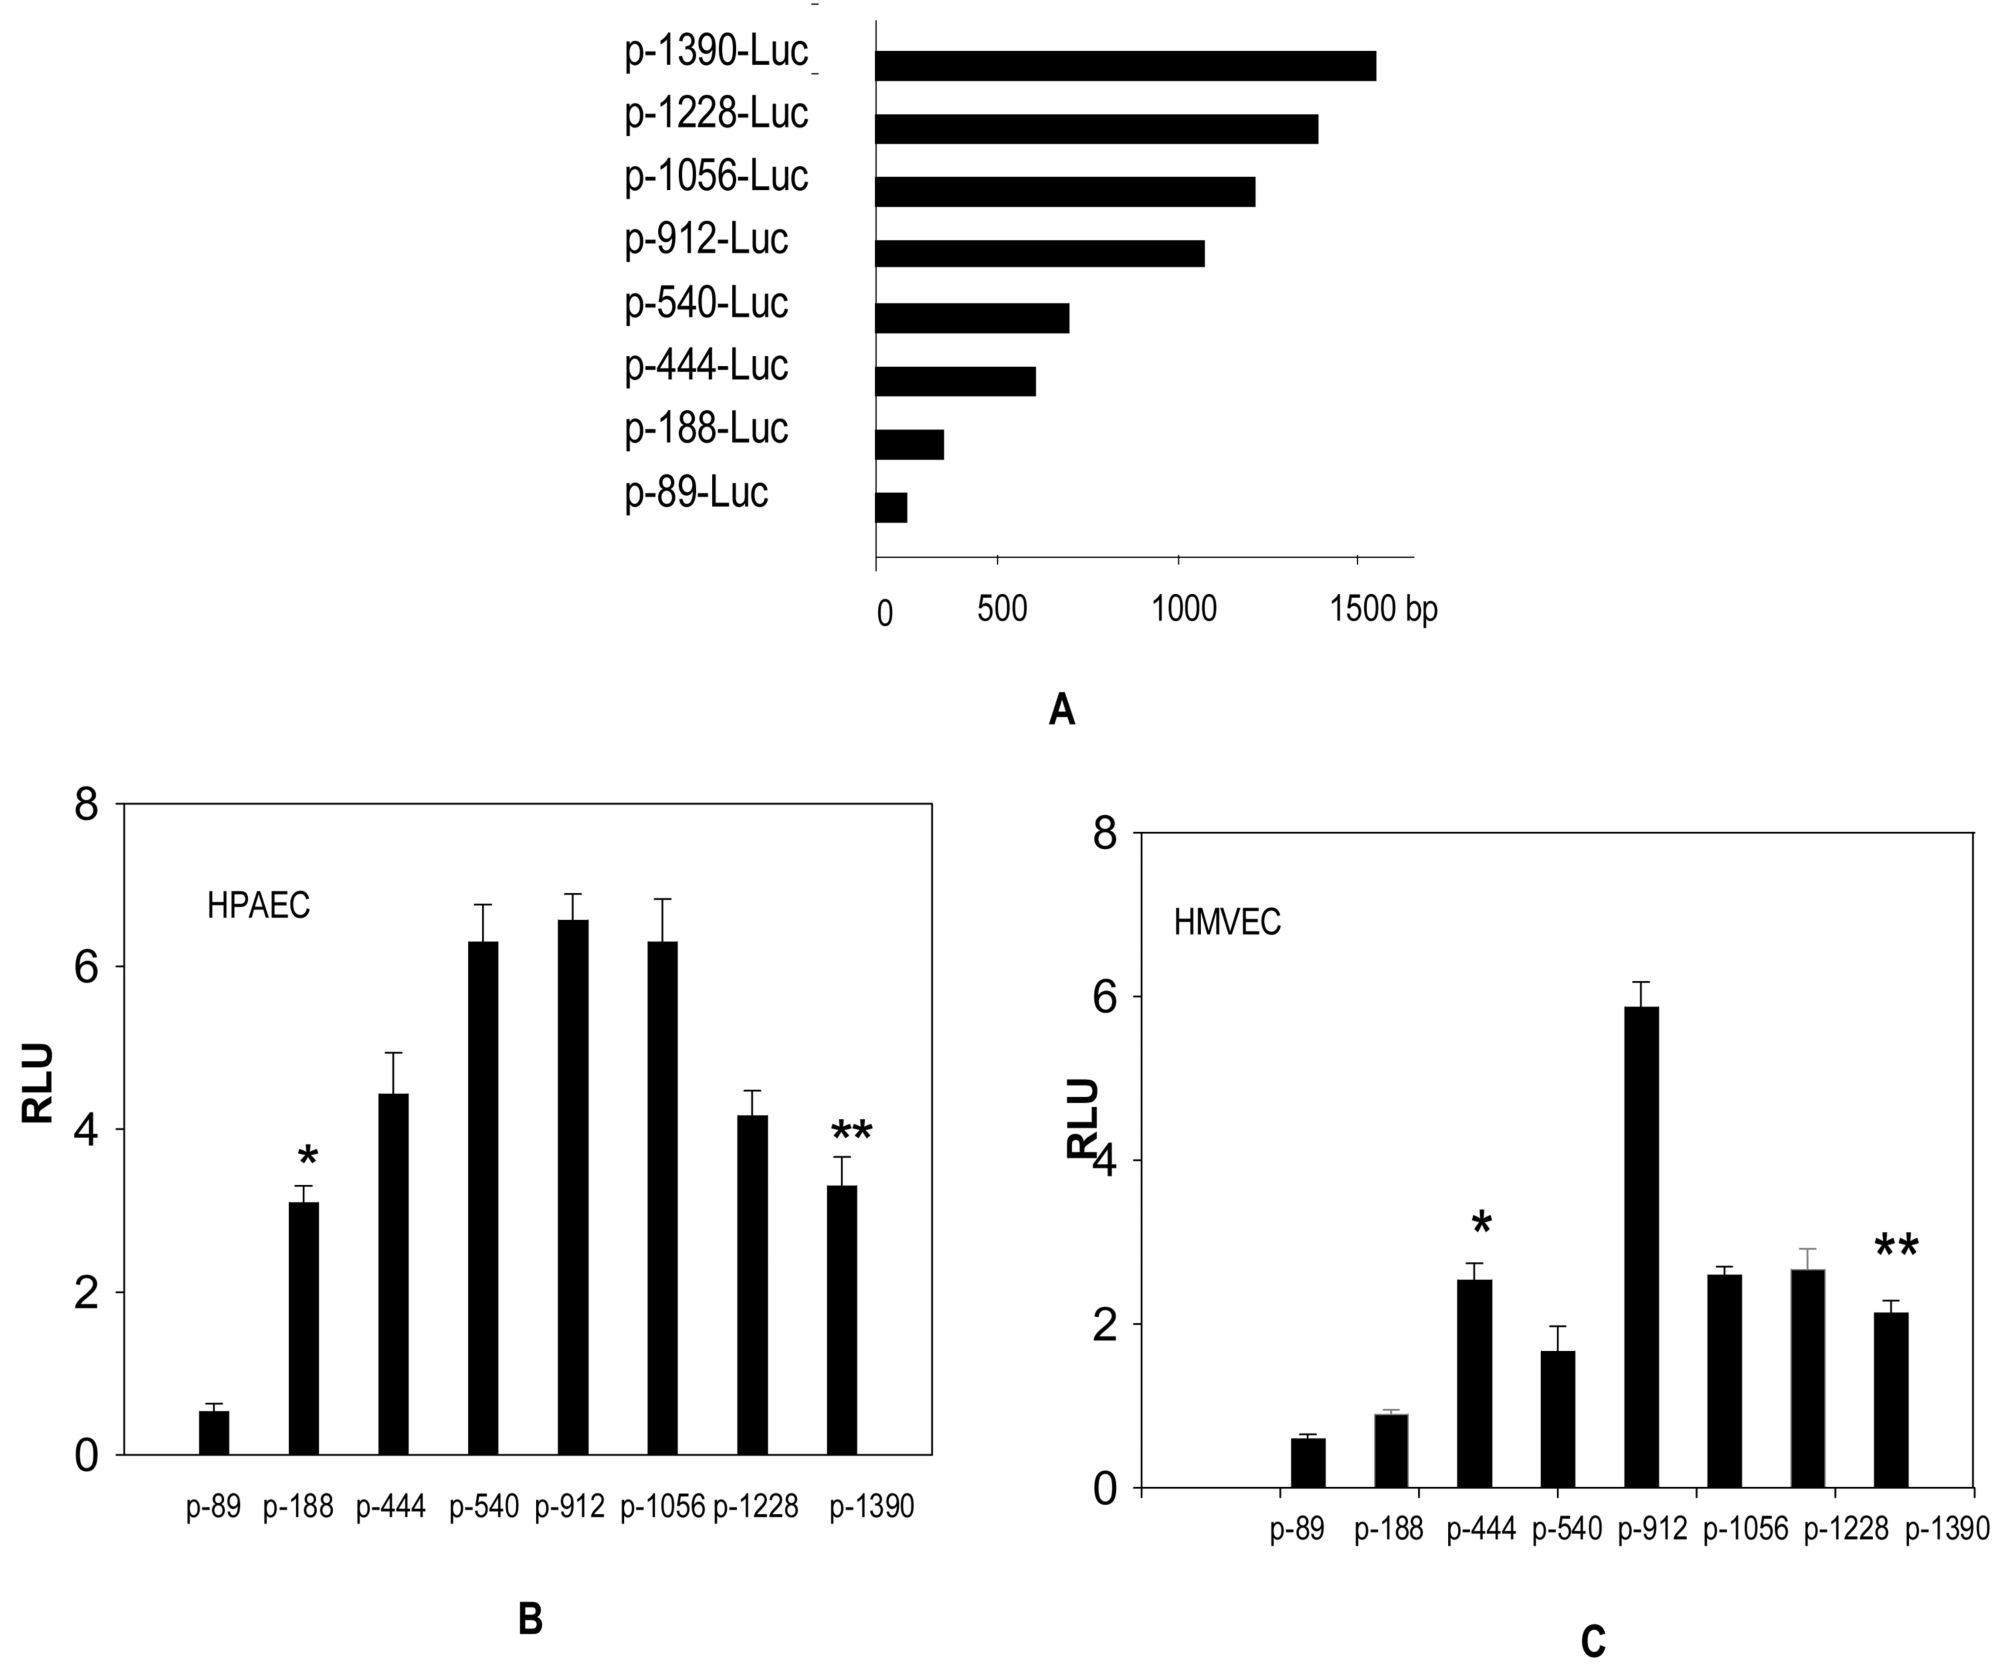 p-1390-Luc
p-1228-Luc
p-1056-Luc
p-912-Luc
p-540-Luc
p-444-Luc
p-188-Luc
p-89-Luc
0 500 1000 1500 bp
A
8
6
4
2
0
RLU
HPAEC
*
**
p-89 p-188 p-444 p-540 p-912 p-1056 p-1228 p-1390
B
8
6
4
2
0
RLU
HMVEC
*
**
p-89 p-188 p-444 p-540 p-912 p-1056 p-1228 p-1390
C